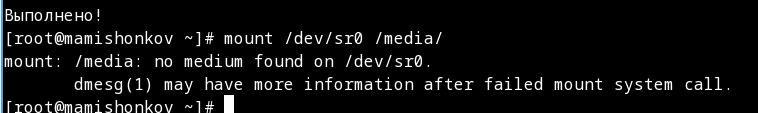 Выполнено!
[root@mamishonkov ~]# mount /dev/sr0 /media/
mount: /media: no medium found on /dev/sr0.
       dmesg(1) may have more information after failed mount system call.
[root@mamishonkov ~]#